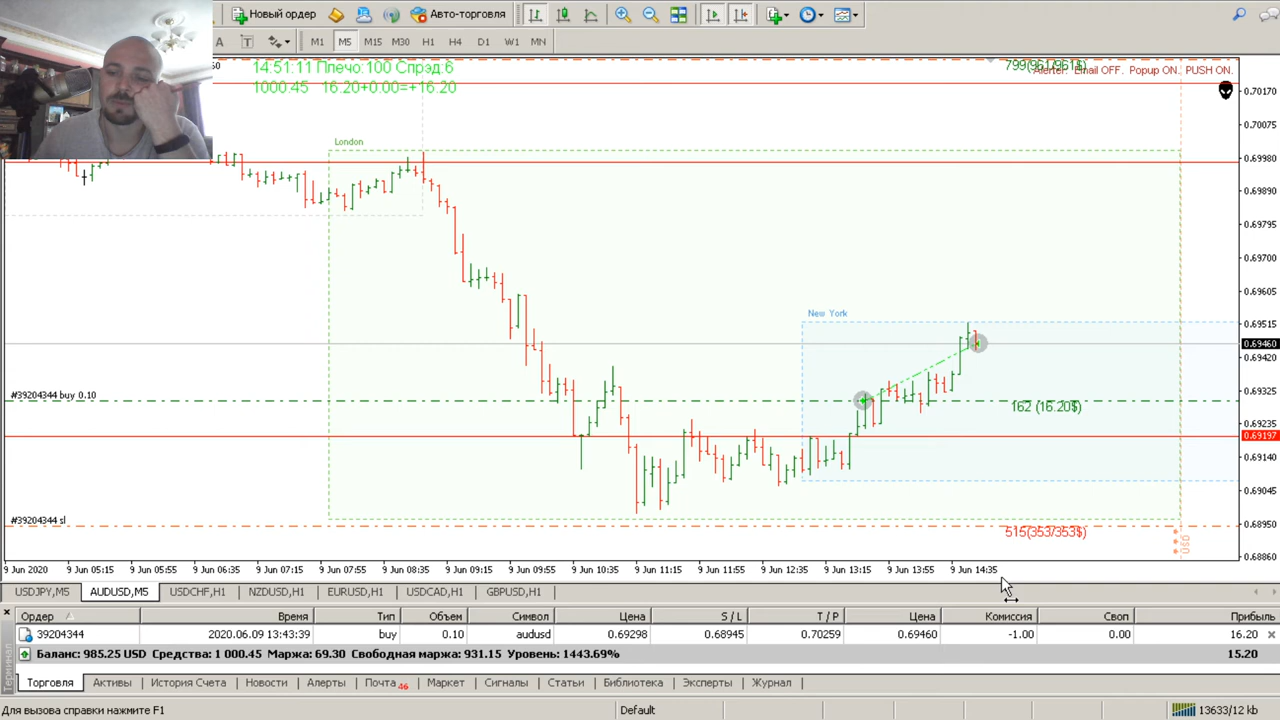 Новый ордер
Авто-торговля
T M1 M5 M15 M30 H1 H4 D1 W1 MN
50
14:51:11 Ппечо:100 Спрэд:6
1000.45 16.20+0.00=+16.20
799(961/961$)
Alerter: Email OFF, Popup ON, PUSH ON.
London
New York
#39204344 buy 0.10
162 (16.20$)
#39204344 sl
515(353/353$)
USD
0.70170
0.70075
0.69980
0.69890
0.69795
0.69700
0.69605
0.69515
0.69460
0.69420
0.69325
0.69235
0.69197
0.69140
0.69045
0.68950
0.68860
9 Jun 2020 9 Jun 05:15 9 Jun 05:55 9 Jun 06:35 9 Jun 07:15 9 Jun 07:55 9 Jun 08:35 9 Jun 09:15 9 Jun 09:55 9 Jun 10:35 9 Jun 11:15 9 Jun 11:55 9 Jun 12:35 9 Jun 13:15 9 Jun 13:55 9 Jun 14:35
USDJPY,M5 AUDUSD,M5 USDCHF,H1 NZDUSD,H1 EURUSD,H1 USDCAD,H1 GBPUSD,H1
Ордер Время Тип Объем Символ Цена S / L T / P Цена Комиссия Своп Прибыль
39204344 2020.06.09 13:43:39 buy 0.10 audusd 0.69298 0.68945 0.70259 0.69460 -1.00 0.00 16.20
Баланс: 985.25 USD Средства: 1 000.45 Маржа: 69.30 Свободная маржа: 931.15 Уровень: 1443.69% 15.20
Терминал
Торговля Активы История Счета Новости Алерты Почта 46 Маркет Сигналы Статьи Библиотека Эксперты Журнал
Для вызова справки нажмите F1 Default 13633/12 kb